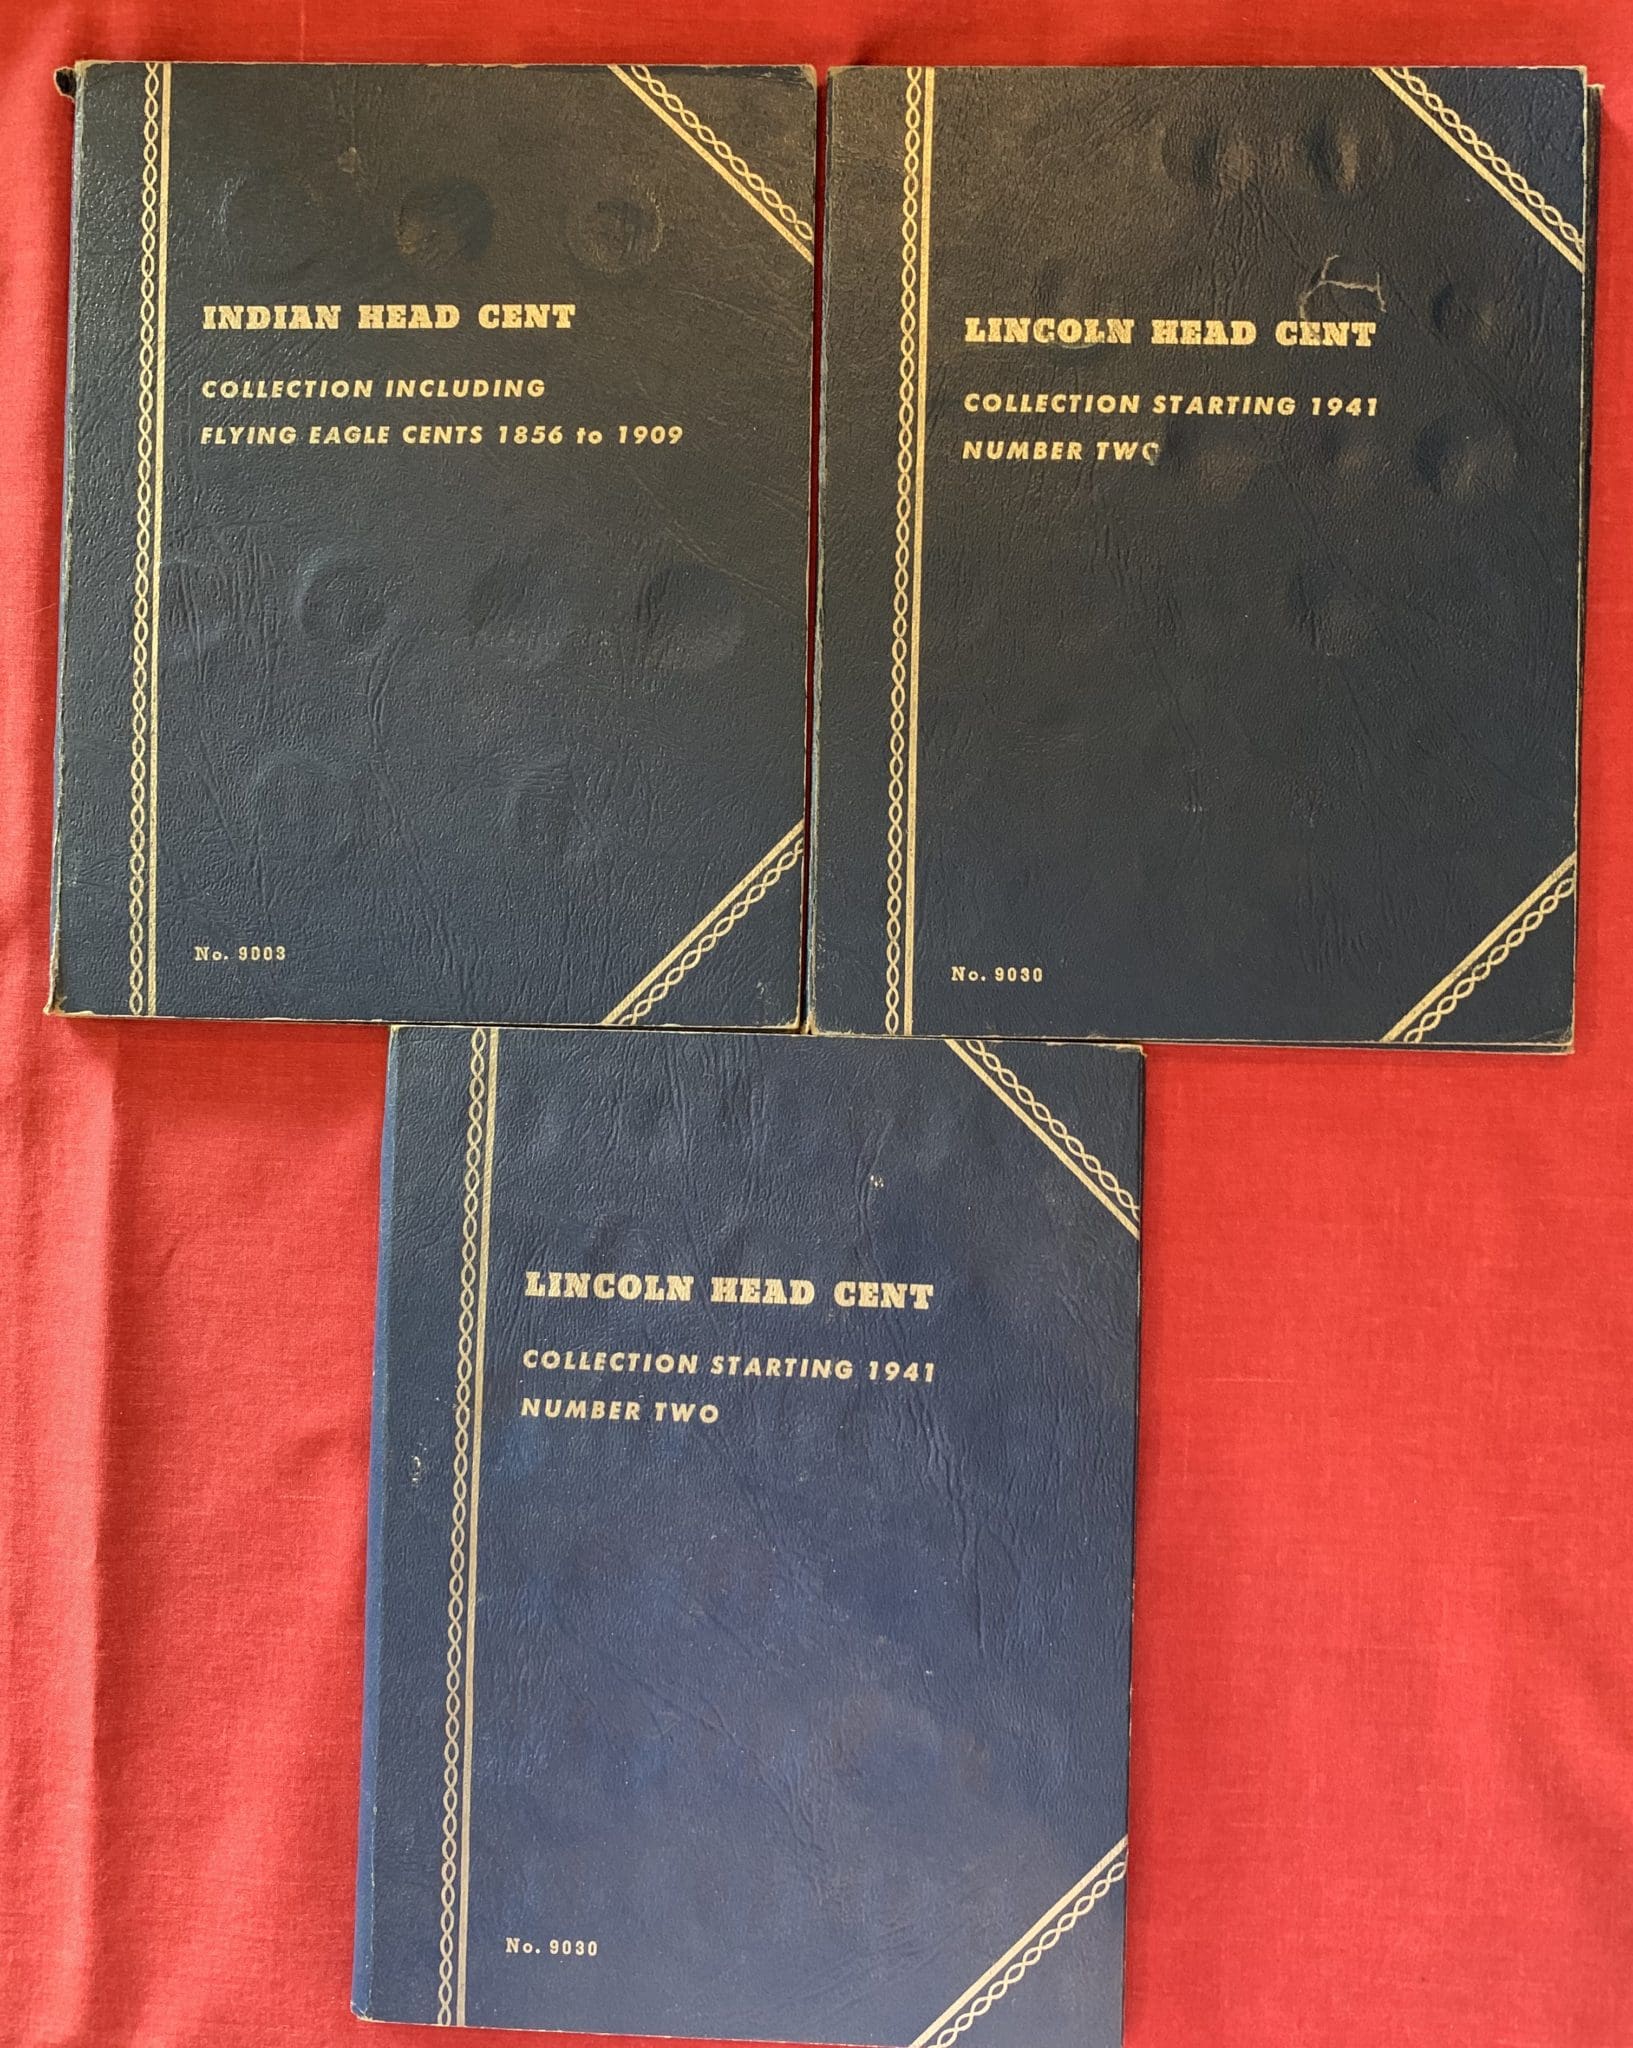 INDIAN HEAD CENT
COLLECTION INCLUDING
FLYING EAGLE CENTS 1856 to 1909
No. 9003
LINCOLN HEAD CENT
COLLECTION STARTING 1941
NUMBER TWO
No. 9030
LINCOLN HEAD CENT
COLLECTION STARTING 1941
NUMBER TWO
No. 9030